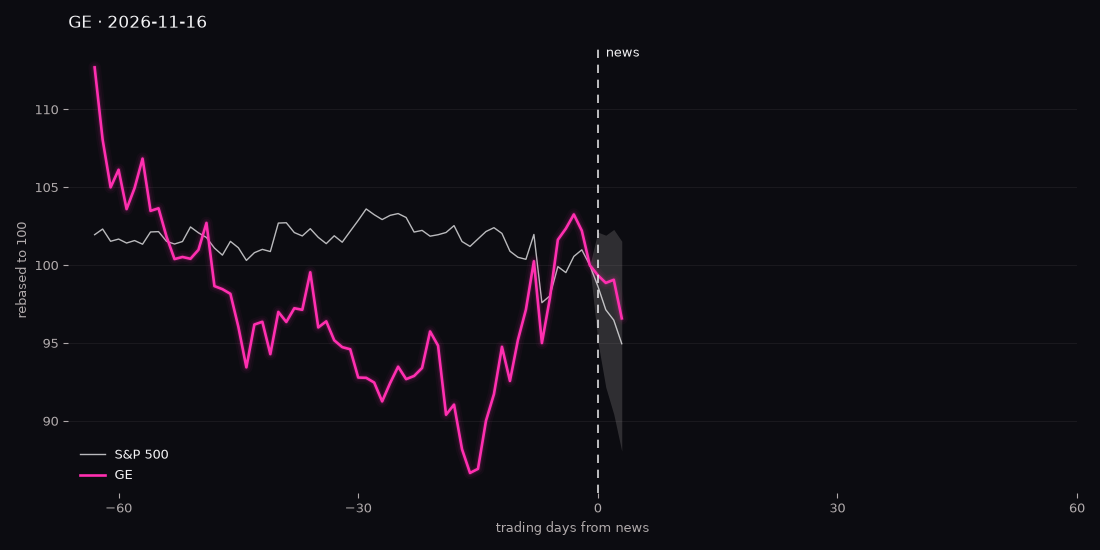 GE · 2026-11-16
news
110
105
100
95
90
rebased to 100
S&P 500
GE
−60
−30
0
30
60
trading days from news